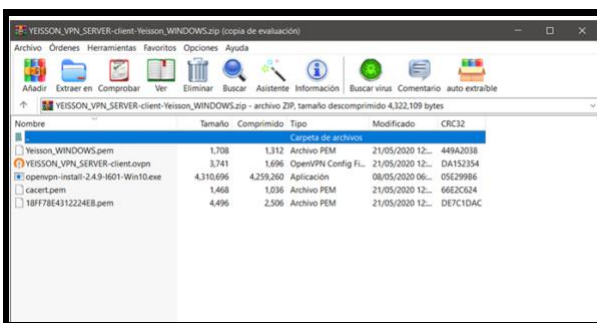 YEISSON_VPN_SERVER-client-Yeisson_WINDOWS.zip (copia de evaluación)
Archivo Órdenes Herramientas Favoritos Opciones Ayuda
Añadir Extraer en Comprobar Ver Eliminar Buscar Asistente Información Buscar virus Comentario auto extraíble
YEISSON_VPN_SERVER-client-Yeisson_WINDOWS.zip - archivo ZIP, tamaño descomprimido 4,322,109 bytes
Nombre Tamaño Comprimido Tipo Modificado CRC32
.. Carpeta de archivos
Yeisson_WINDOWS.pem 1,708 1,312 Archivo PEM 21/05/2020 12:... 449A2038
YEISSON_VPN_SERVER-client.ovpn 3,741 1,696 OpenVPN Config Fi... 21/05/2020 12:... DA152354
openvpn-install-2.4.9-I601-Win10.exe 4,310,696 4,259,260 Aplicación 08/05/2020 06:... 05E299B6
cacert.pem 1,468 1,036 Archivo PEM 21/05/2020 12:... 66E2C624
18FF78E4312224EB.pem 4,496 2,506 Archivo PEM 21/05/2020 12:... DE7C1DAC